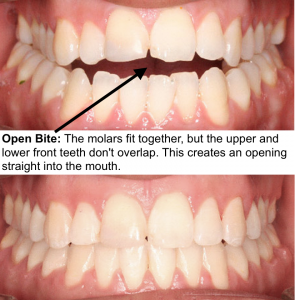 Open Bite: The molars fit together, but the upper and
lower front teeth don't overlap. This creates an opening
straight into the mouth.